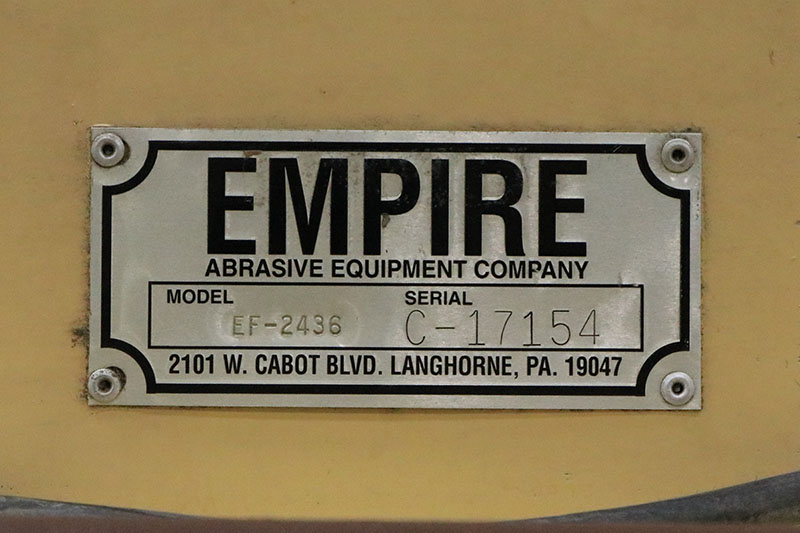 EMPIRE
ABRASIVE EQUIPMENT COMPANY
MODEL SERIAL
EF-2436 C-17154
2101 W. CABOT BLVD. LANGHORNE, PA. 19047